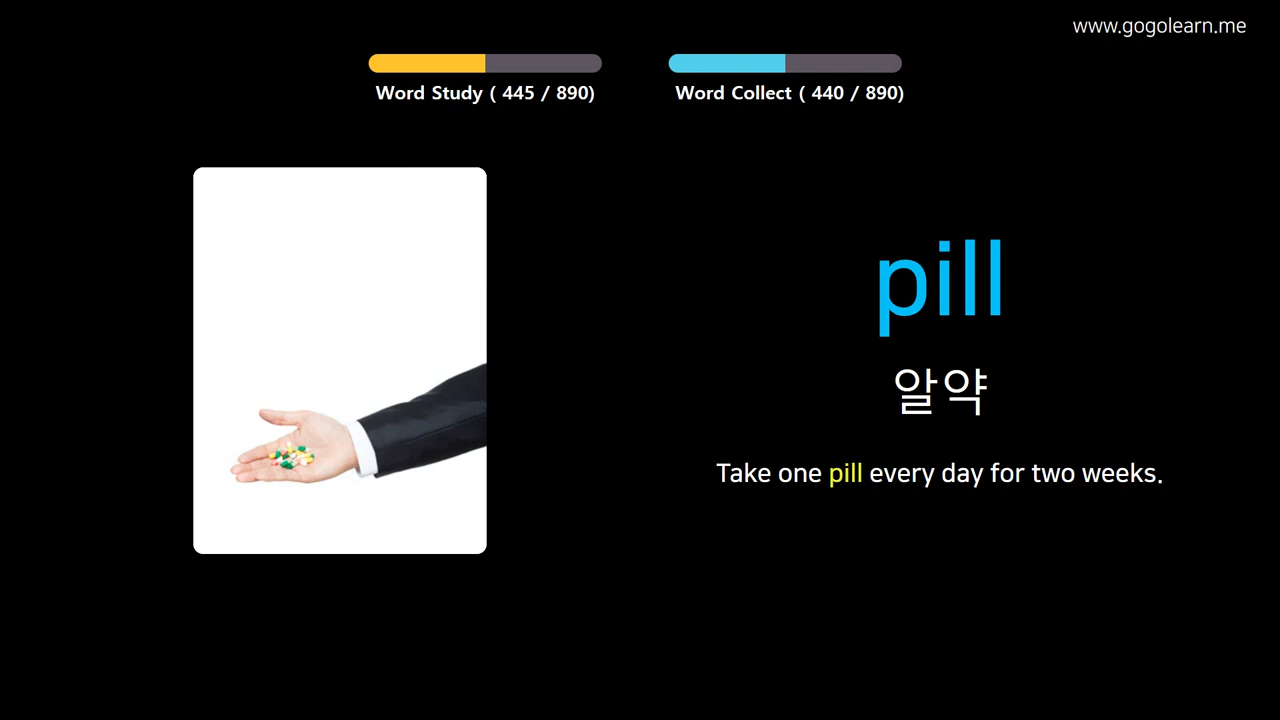 www.gogolearn.me
Word Study ( 445 / 890)
Word Collect ( 440 / 890)
pill
알약
Take one pill every day for two weeks.